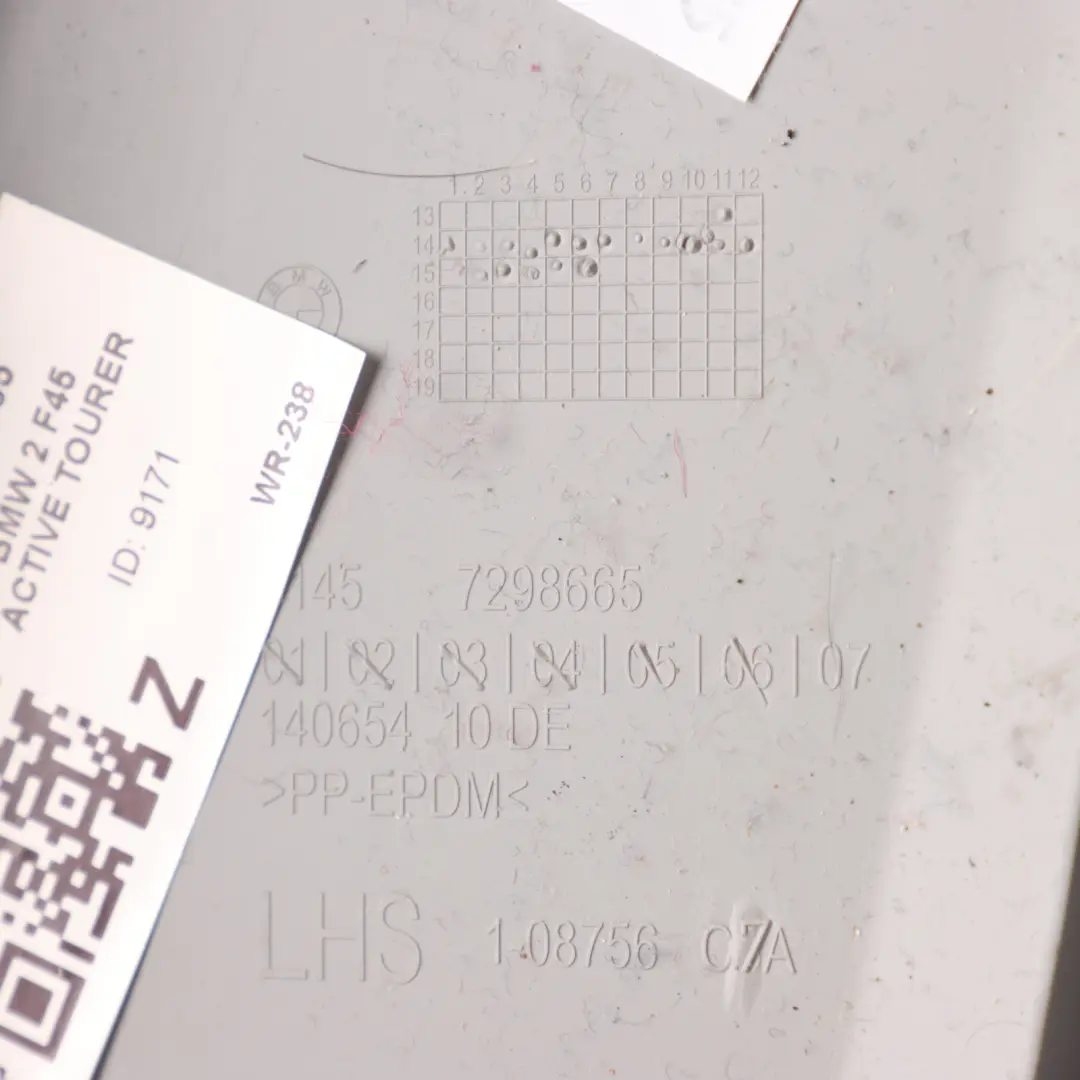 1 2 3 4 5 6 7 8 9 10 11 12
13
14
15
16
17
18
19
BMW
BMW 2 F45
ACTIVE TOURER
ID: 9171
WR-238
Z
145 7298665
01 | 02 | 03 | 04 | 05 | 06 | 07
140654 10 DE
>PP-EPDM<
LHS 1-08756